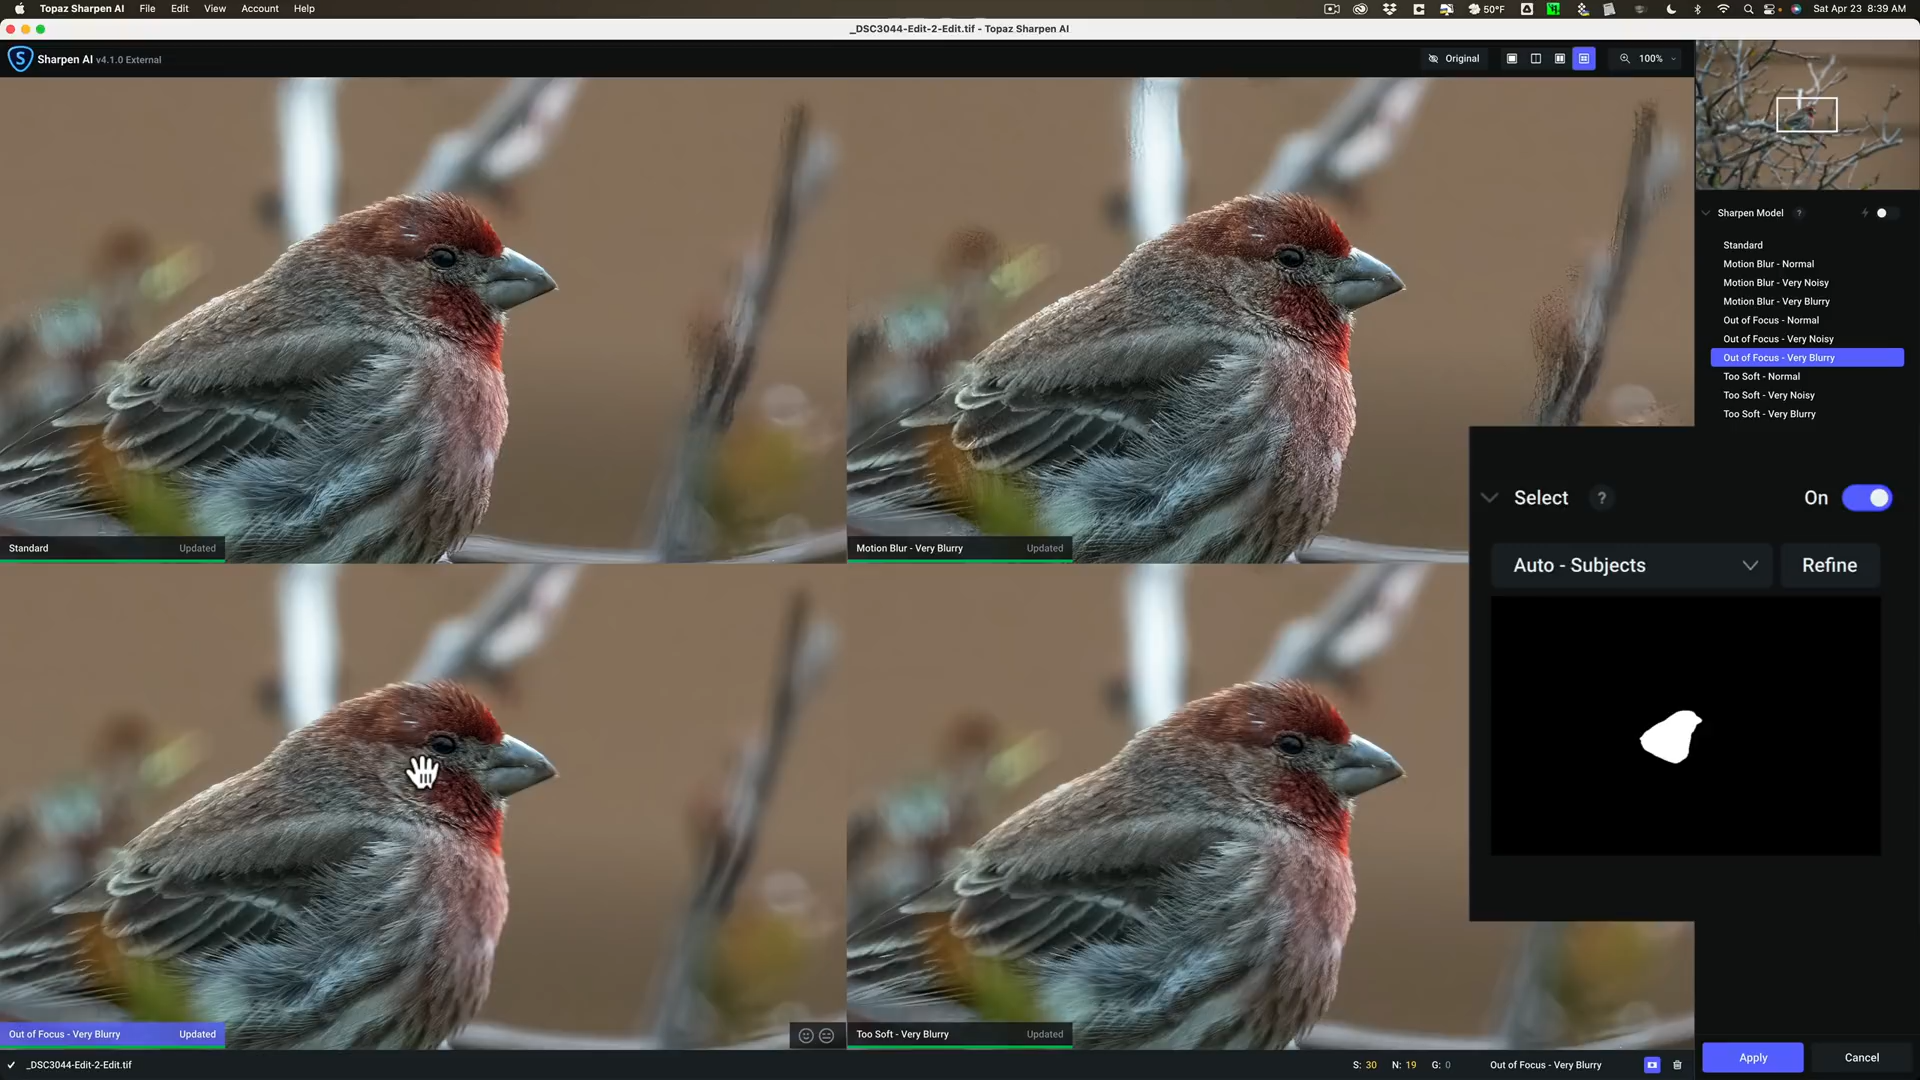 Topaz Sharpen AI File Edit View Account Help
50°F Sat Apr 23 8:39 AM
_DSC3044-Edit-2-Edit.tif - Topaz Sharpen AI
S Sharpen AI v4.1.0 External
Original
100%
Sharpen Model ?
Standard
Motion Blur - Normal
Motion Blur - Very Noisy
Motion Blur - Very Blurry
Out of Focus - Normal
Out of Focus - Very Noisy
Out of Focus - Very Blurry
Too Soft - Normal
Too Soft - Very Noisy
Too Soft - Very Blurry
Select ? On
Auto - Subjects Refine
Standard Updated
Motion Blur - Very Blurry Updated
Out of Focus - Very Blurry Updated
Too Soft - Very Blurry Updated
_DSC3044-Edit-2-Edit.tif
S: 30 N: 19 G: 0 Out of Focus - Very Blurry
Apply Cancel